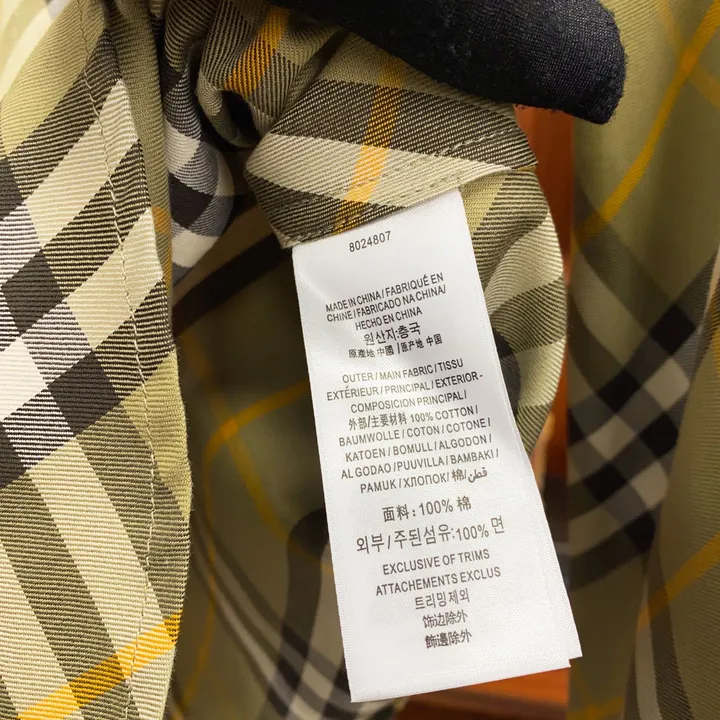 8024807
MADE IN CHINA / FABRIQUÉ EN
CHINE / FABRICADO NA CHINA/
HECHO EN CHINA
원산지:층국
原產地 中國 / 原产地 中国
OUTER / MAIN FABRIC / TISSU
EXTÉRIEUR / PRINCIPAL / EXTERIOR-
COMPOSICION PRINCIPAL /
外部/主要材料 100% COTTON /
BAUMWOLLE / COTON / COTONE /
KATOEN / BOMULL / ALGODON /
ALGODAO / PUUVILLA / BAMBAKI /
PAMUK / ХЛОПОК/ 棉/قطن
面料: 100% 棉
외부/주된섬유:100% 면
EXCLUSIVE OF TRIMS
ATTACHEMENTS EXCLUS
트리밍제외
饰边除外
飾邊除外